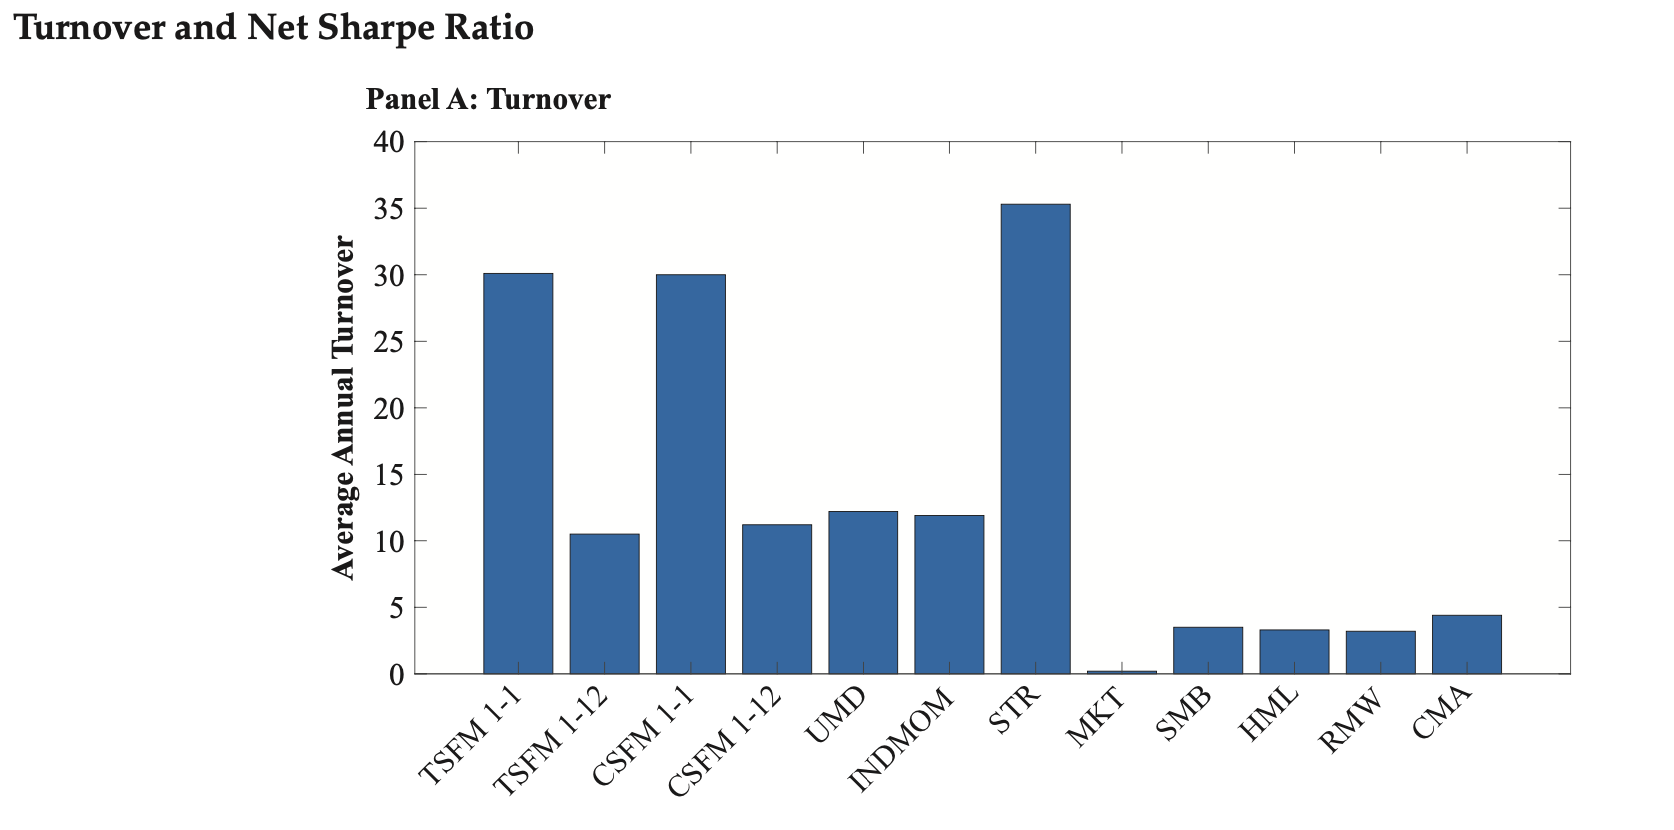 Turnover and Net Sharpe Ratio
Panel A: Turnover
Average Annual Turnover
40
35
30
25
20
15
10
5
0
TSFM 1-1
TSFM 1-12
CSFM 1-1
CSFM 1-12
UMD
INDMOM
STR
MKT
SMB
HML
RMW
CMA